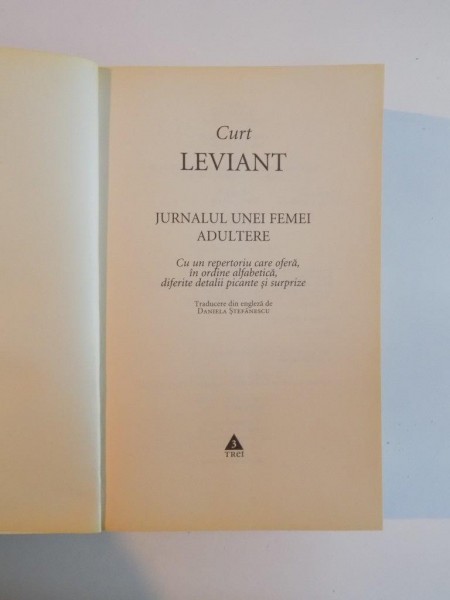 Curt
LEVIANT
JURNALUL UNEI FEMEI
ADULTERE
Cu un repertoriu care oferă,
în ordine alfabetică,
diferite detalii picante și surprize
Traducere din engleză de
Daniela Ștefănescu
3
TREI